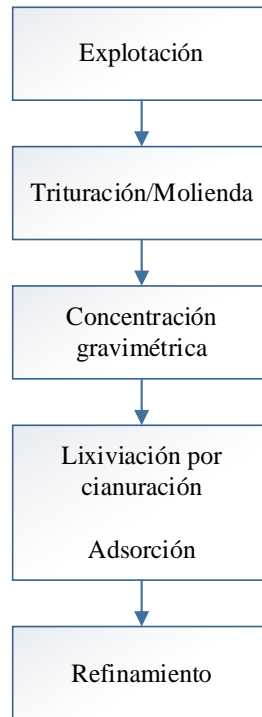 Explotación
Trituración/Molienda
Concentración
gravimétrica
Lixiviación por
cianuración
Adsorción
Refinamiento